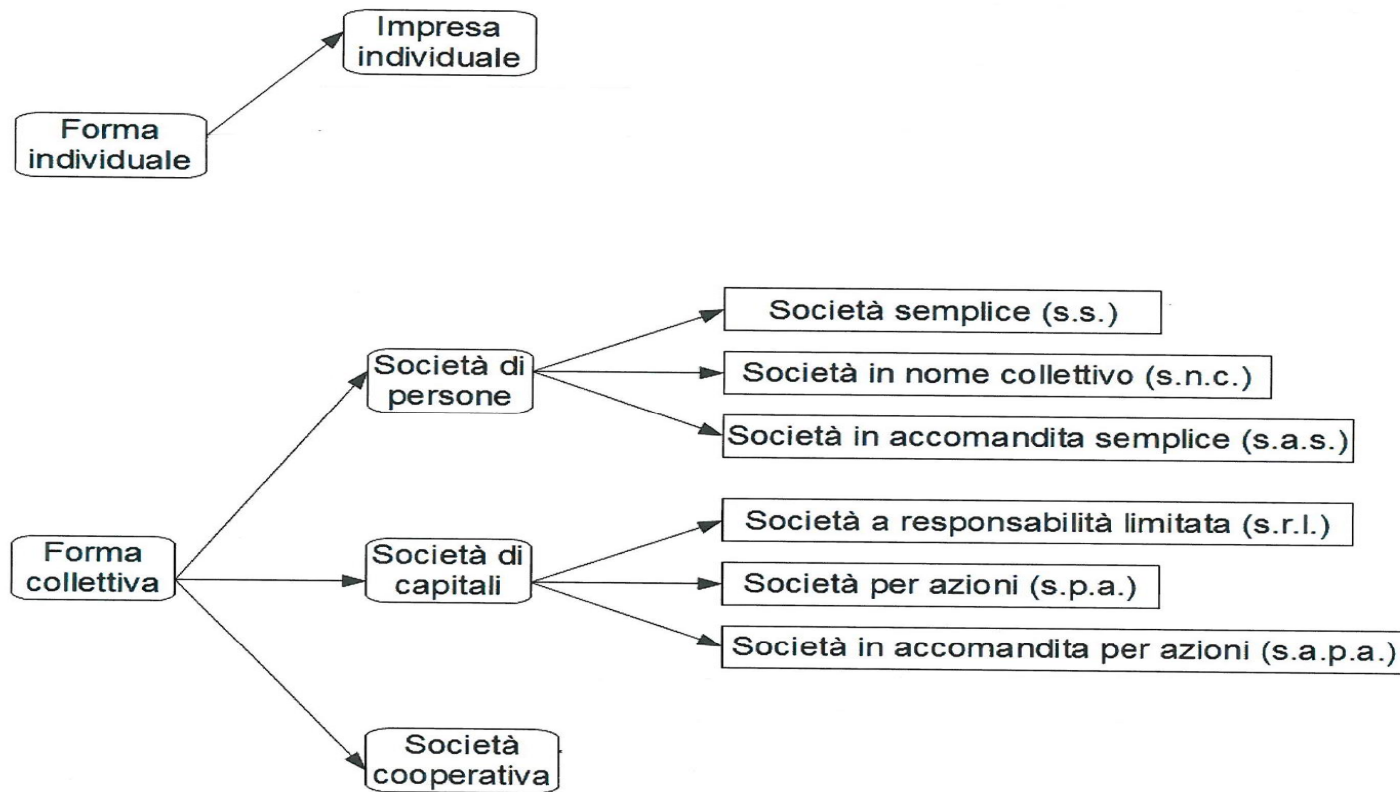 Impresa
individuale
Forma
individuale
Società semplice (s.s.)
Società di
persone
Società in nome collettivo (s.n.c.)
Società in accomandita semplice (s.a.s.)
Forma
collettiva
Società di
capitali
Società a responsabilità limitata (s.r.l.)
Società per azioni (s.p.a.)
Società in accomandita per azioni (s.a.p.a.)
Società
cooperativa